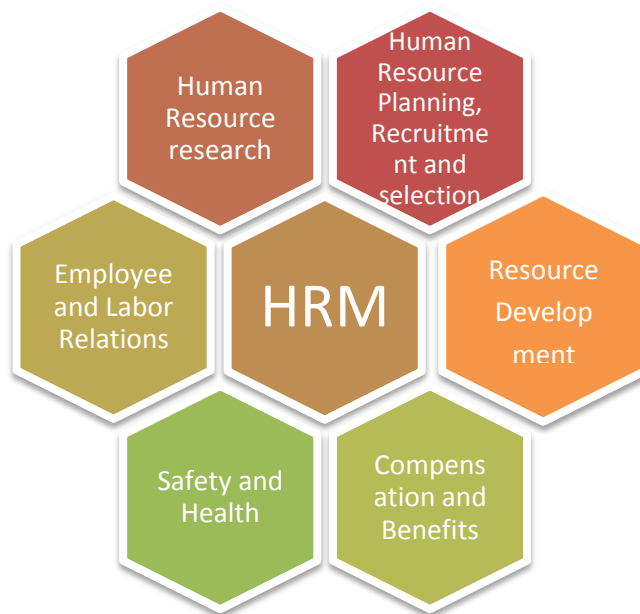 Human
Resource
research
Human
Resource
Planning,
Recruitme
nt and
selection
Employee
and Labor
Relations
HRM
Resource
Develop
ment
Safety and
Health
Compens
ation and
Benefits